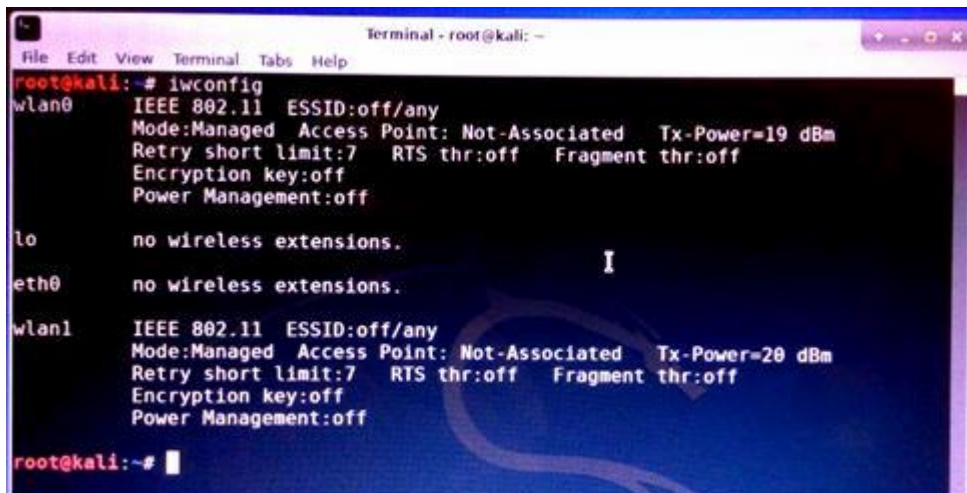 Terminal - root@kali: ~
File Edit View Terminal Tabs Help
root@kali:~# iwconfig
wlan0 IEEE 802.11 ESSID:off/any
Mode:Managed Access Point: Not-Associated Tx-Power=19 dBm
Retry short limit:7 RTS thr:off Fragment thr:off
Encryption key:off
Power Management:off
lo no wireless extensions.
eth0 no wireless extensions.
wlan1 IEEE 802.11 ESSID:off/any
Mode:Managed Access Point: Not-Associated Tx-Power=20 dBm
Retry short limit:7 RTS thr:off Fragment thr:off
Encryption key:off
Power Management:off
root@kali:~#